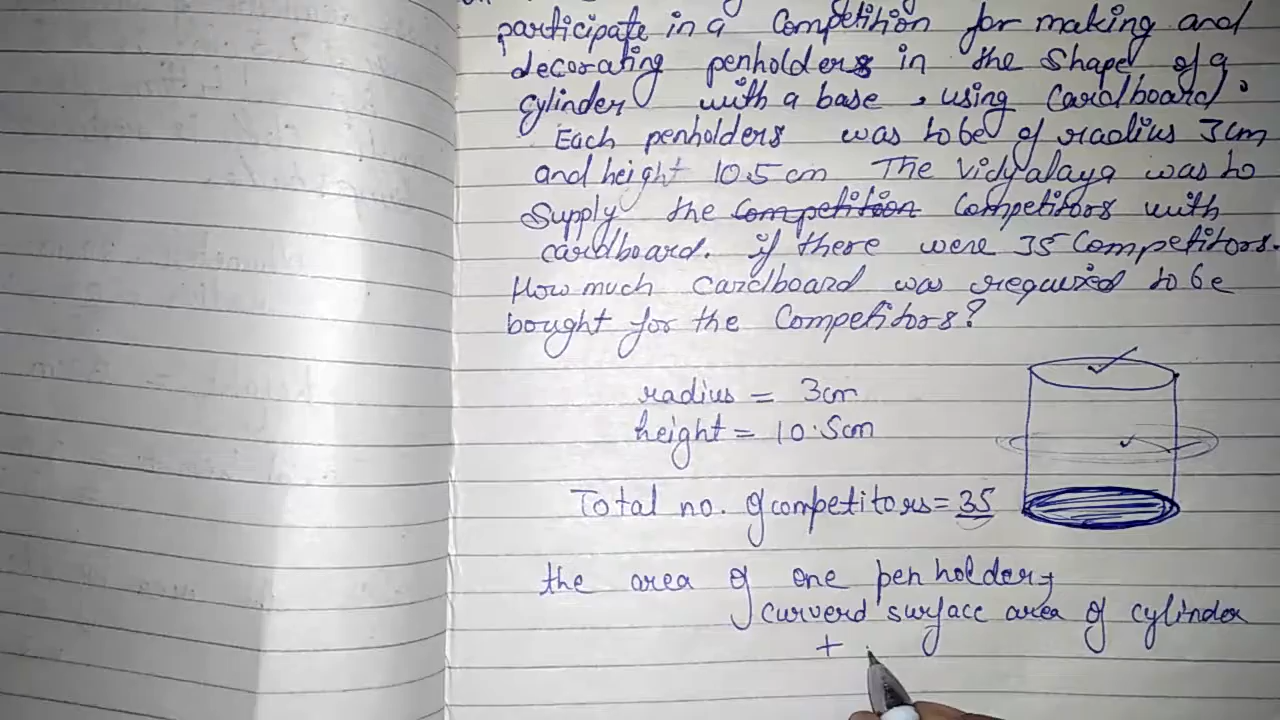 participate in a Competition for making and
decorating penholders in the Shape of a
Cylinder with a base, using Cardboard.
Each penholders was to be of radius 3cm
and height 10.5 cm The Vidyalaya was to
Supply the competition Competitors with
cardboard. if there were 35 Competitors.
How much Cardboard was required to be
bought for the Competitors?
radius = 3cm
height = 10.5cm
Total no. of competitors = 35
the area of one penholder,
curverd surface area of cylinder
+